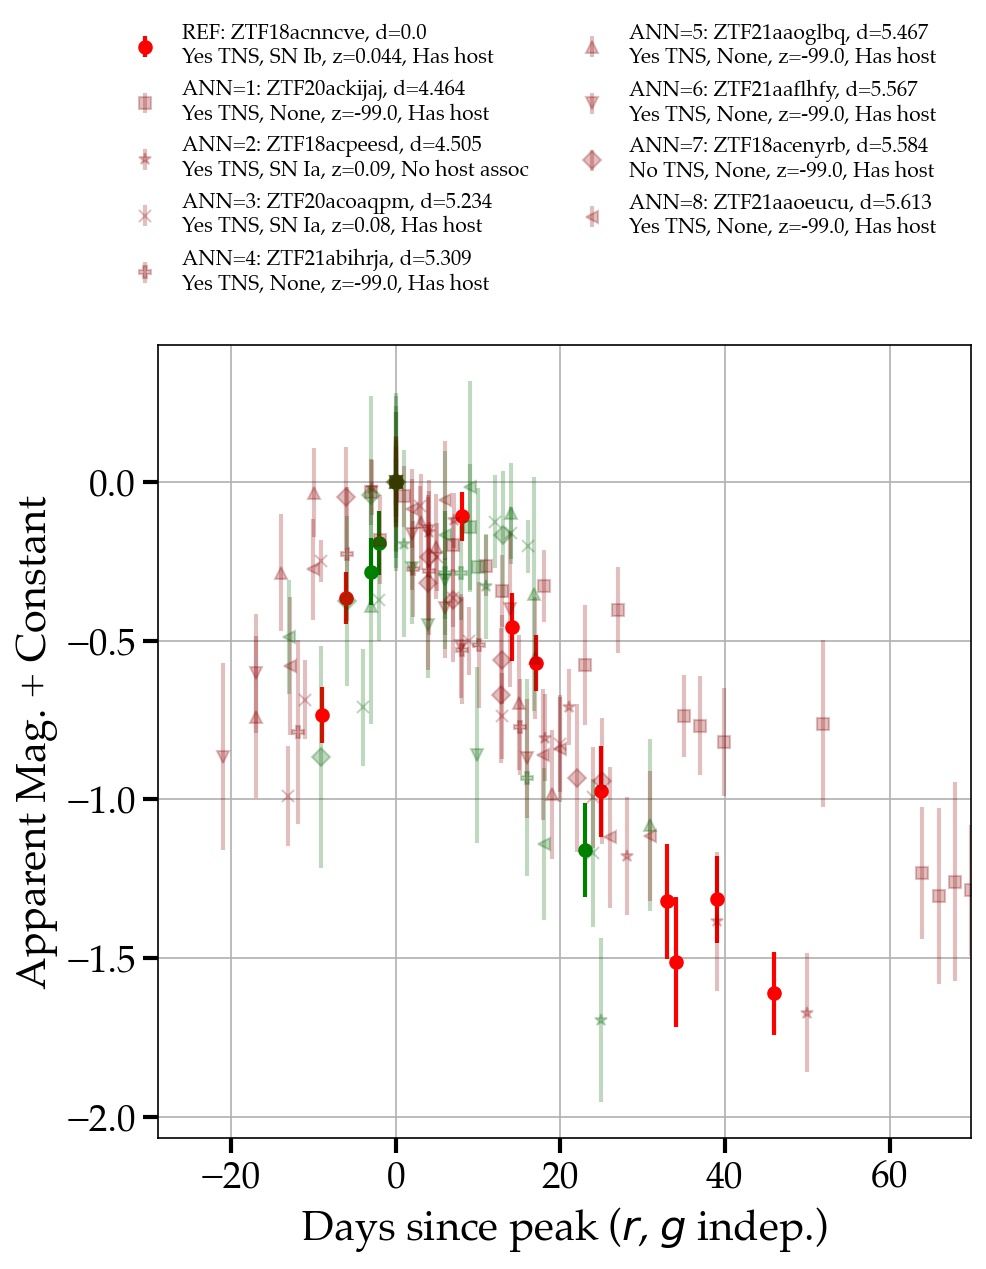 REF: ZTF18acnncve, d=0.0
Yes TNS, SN Ib, z=0.044, Has host
ANN=1: ZTF20ackijaj, d=4.464
Yes TNS, None, z=-99.0, Has host
ANN=2: ZTF18acpeesd, d=4.505
Yes TNS, SN Ia, z=0.09, No host assoc
ANN=3: ZTF20acoaqpm, d=5.234
Yes TNS, SN Ia, z=0.08, Has host
ANN=4: ZTF21abihrja, d=5.309
Yes TNS, None, z=-99.0, Has host
ANN=5: ZTF21aaoglbq, d=5.467
Yes TNS, None, z=-99.0, Has host
ANN=6: ZTF21aaflhfy, d=5.567
Yes TNS, None, z=-99.0, Has host
ANN=7: ZTF18acenyrb, d=5.584
No TNS, None, z=-99.0, Has host
ANN=8: ZTF21aaoeucu, d=5.613
Yes TNS, None, z=-99.0, Has host
Apparent Mag. + Constant
0.0
−0.5
−1.0
−1.5
−2.0
−20 0 20 40 60
Days since peak (r, g indep.)